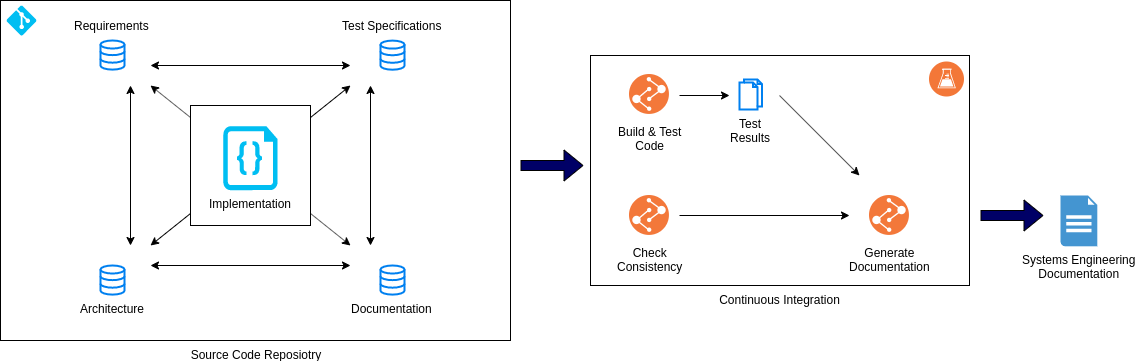 Requirements
Test Specifications
{}
Implementation
Architecture
Documentation
Source Code Reposiotry
Build & Test
Code
Test
Results
Check
Consistency
Generate
Documentation
Continuous Integration
Systems Engineering
Documentation